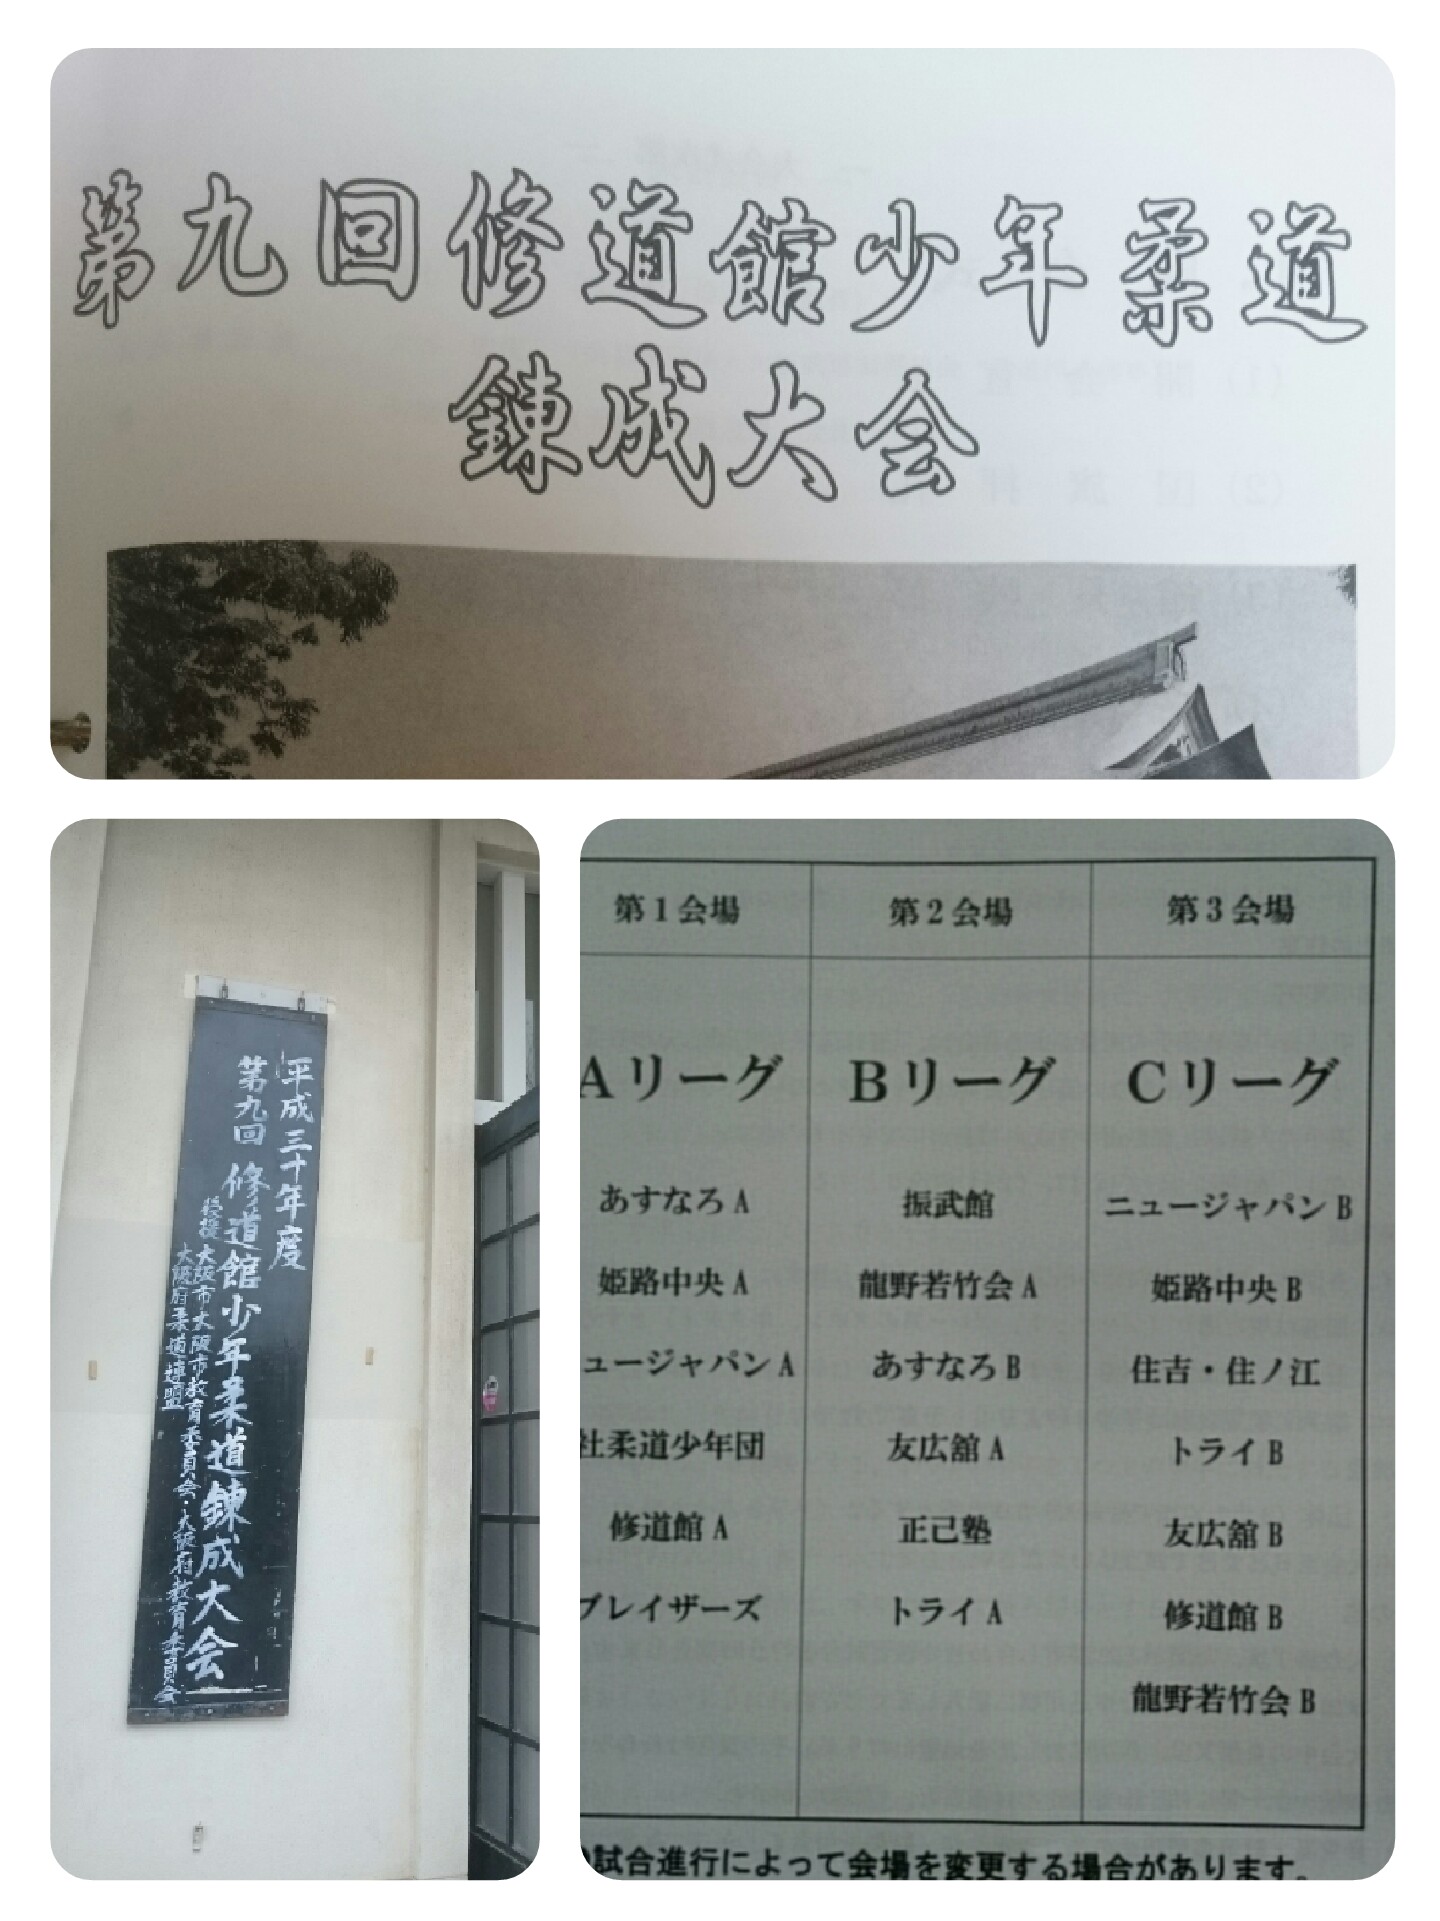 第九回修道館少年柔道
錬成大会
平成三十年度
第九回 修道館少年柔道錬成大会
後援 大阪市 大阪市教育委員会・大阪府教育委員会
大阪府柔道連盟
第1会場 第2会場 第3会場
Aリーグ Bリーグ Cリーグ
あすなろA 振武館 ニュージャパンB
姫路中央A 龍野若竹会A 姫路中央B
ュージャパンA あすなろB 住吉・住ノ江
社柔道少年団 友広舘A トライB
修道館A 正己塾 友広舘B
ブレイザーズ トライA 修道館B
龍野若竹会B
試合進行によって会場を変更する場合があります。